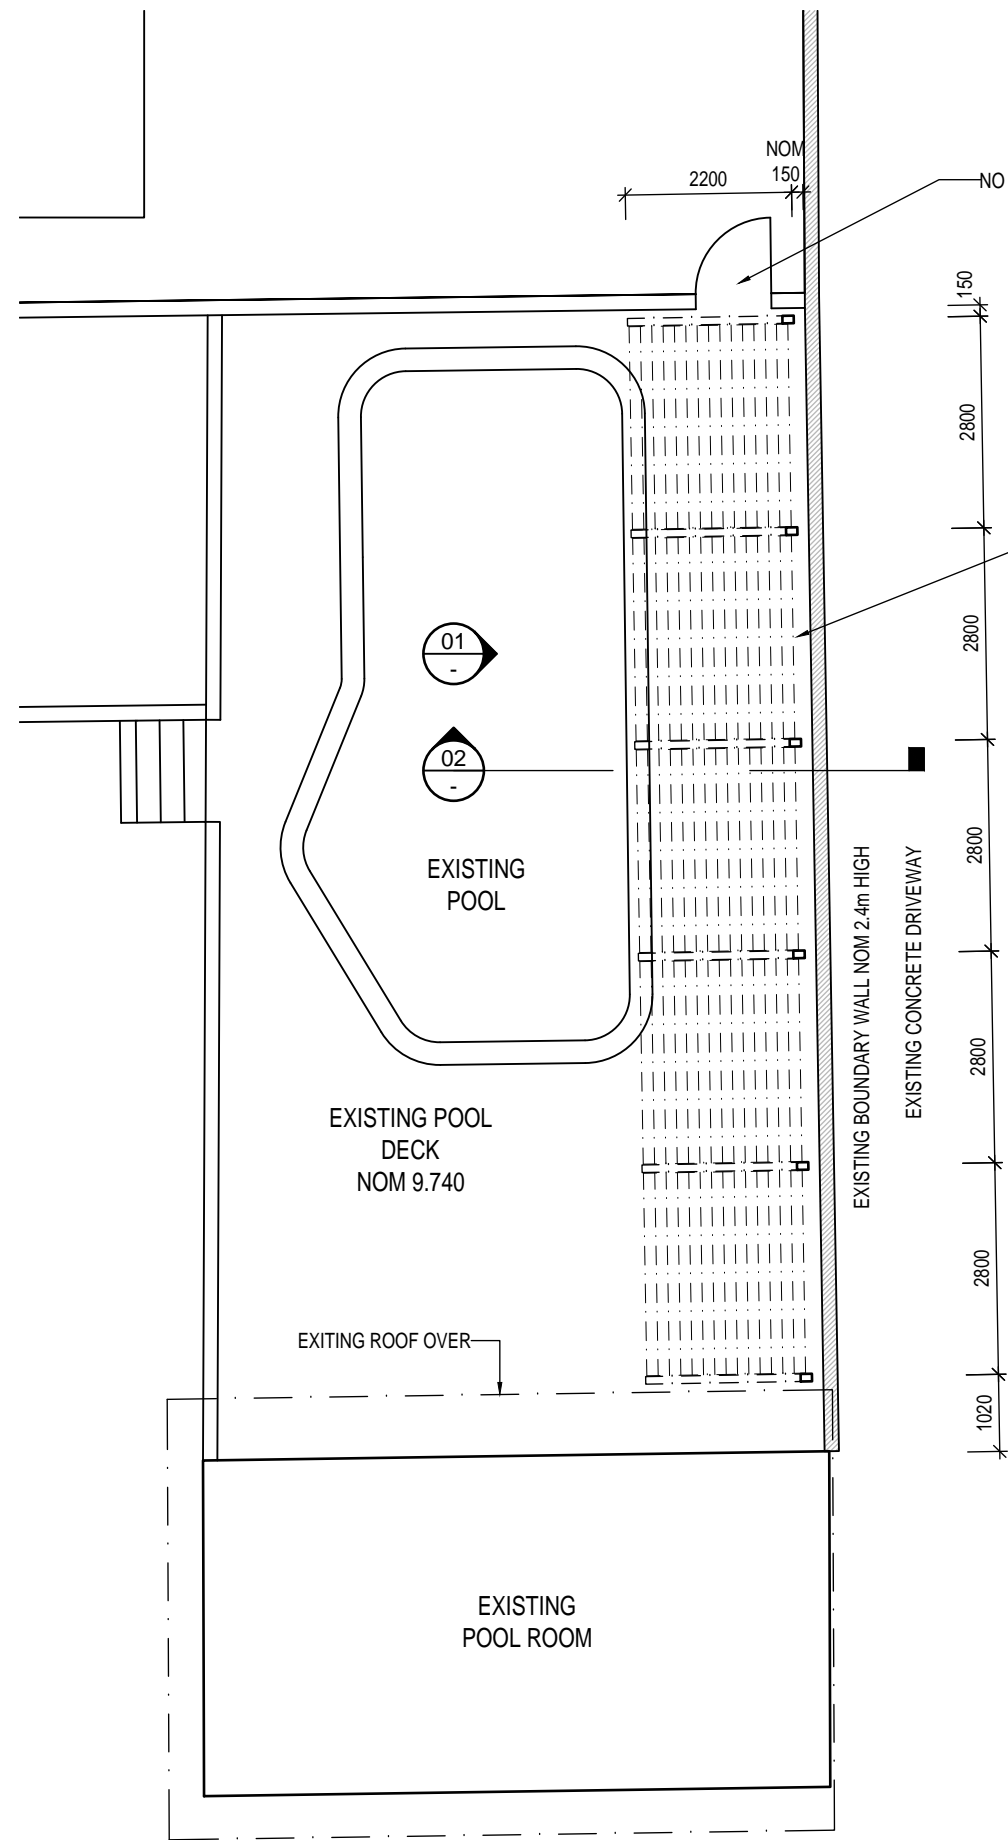 NOM
2200
150
NO
150
2800
2800
2800
2800
2800
1020
01
-
02
-
EXISTING
POOL
EXISTING BOUNDARY WALL NOM 2.4m HIGH
EXISTING CONCRETE DRIVEWAY
EXISTING POOL
DECK
NOM 9.740
EXITING ROOF OVER
EXISTING
POOL ROOM